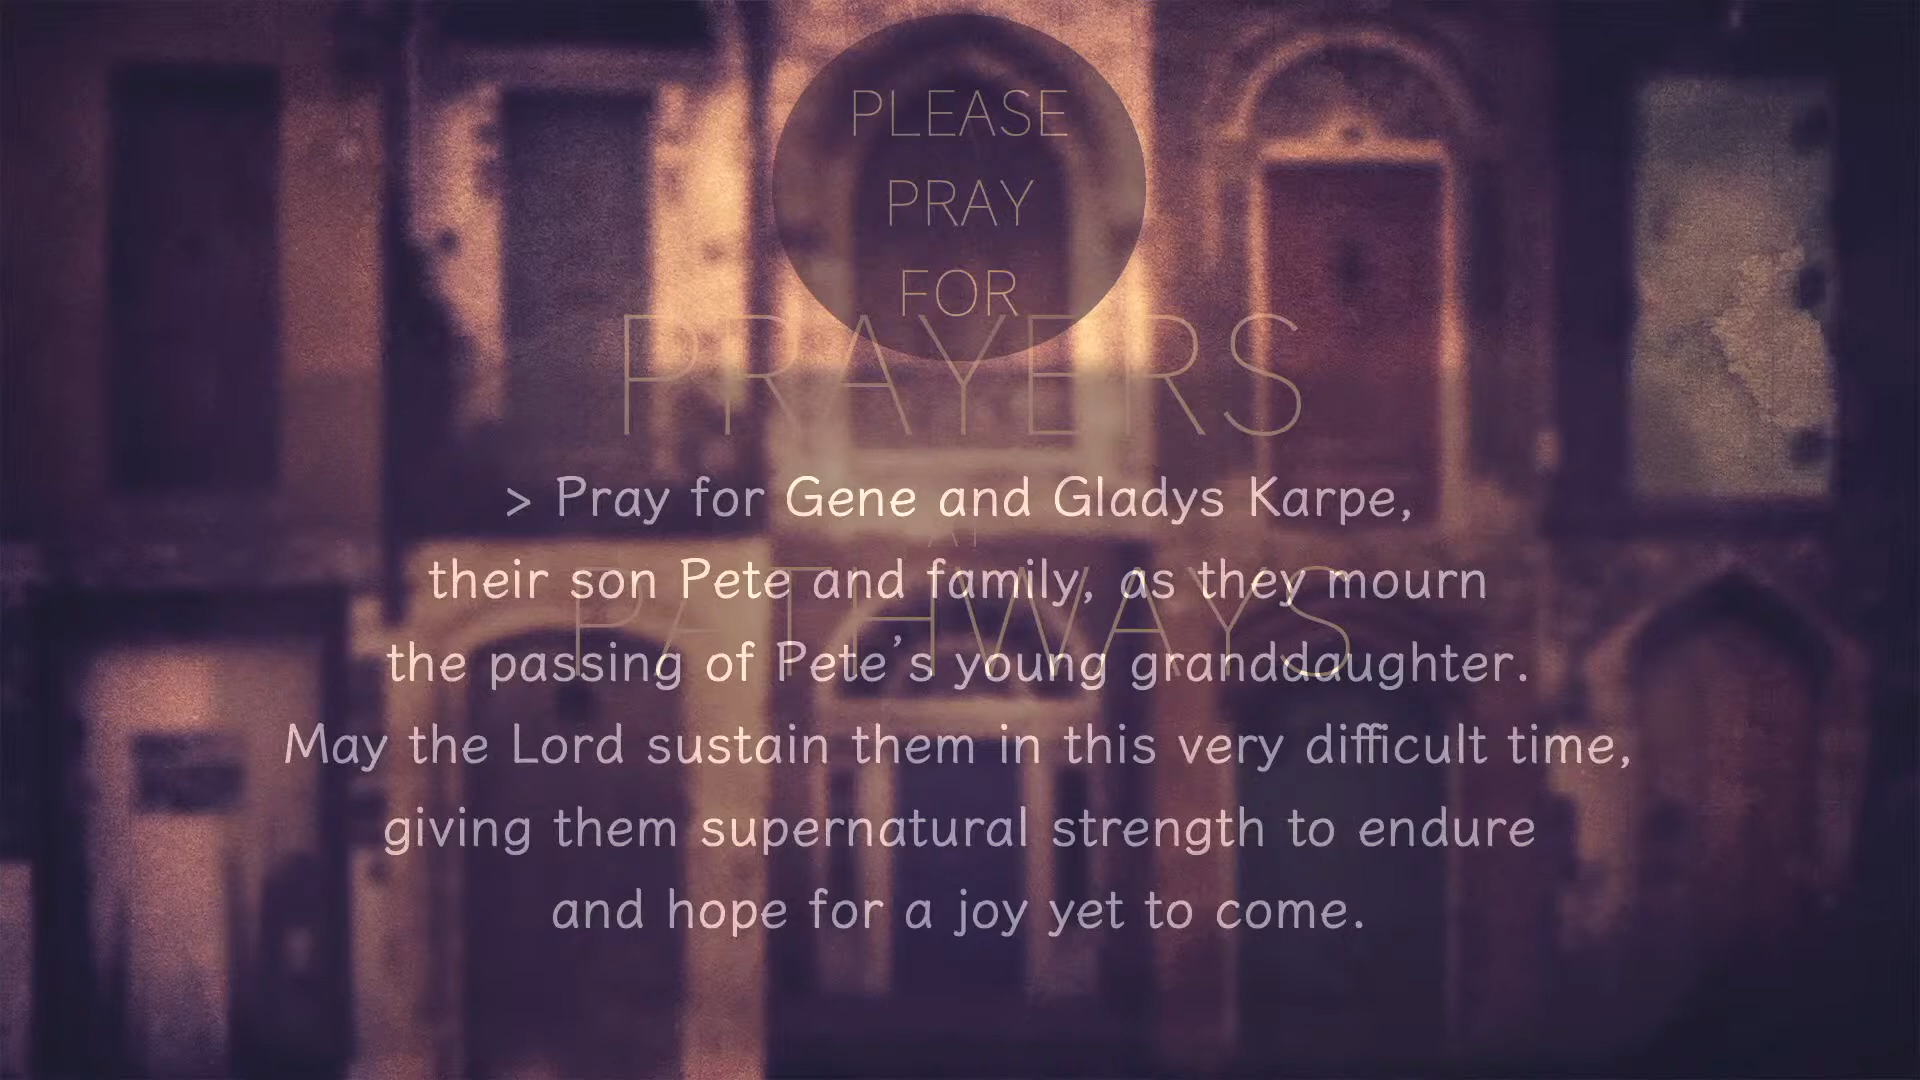 PLEASE
PRAY
FOR
PRAYERS
> Pray for Gene and Gladys Karpe,
AT
their son Pete and family, as they mourn
PATHWAYS
the passing of Pete’s young granddaughter.
May the Lord sustain them in this very difficult time,
giving them supernatural strength to endure
and hope for a joy yet to come.